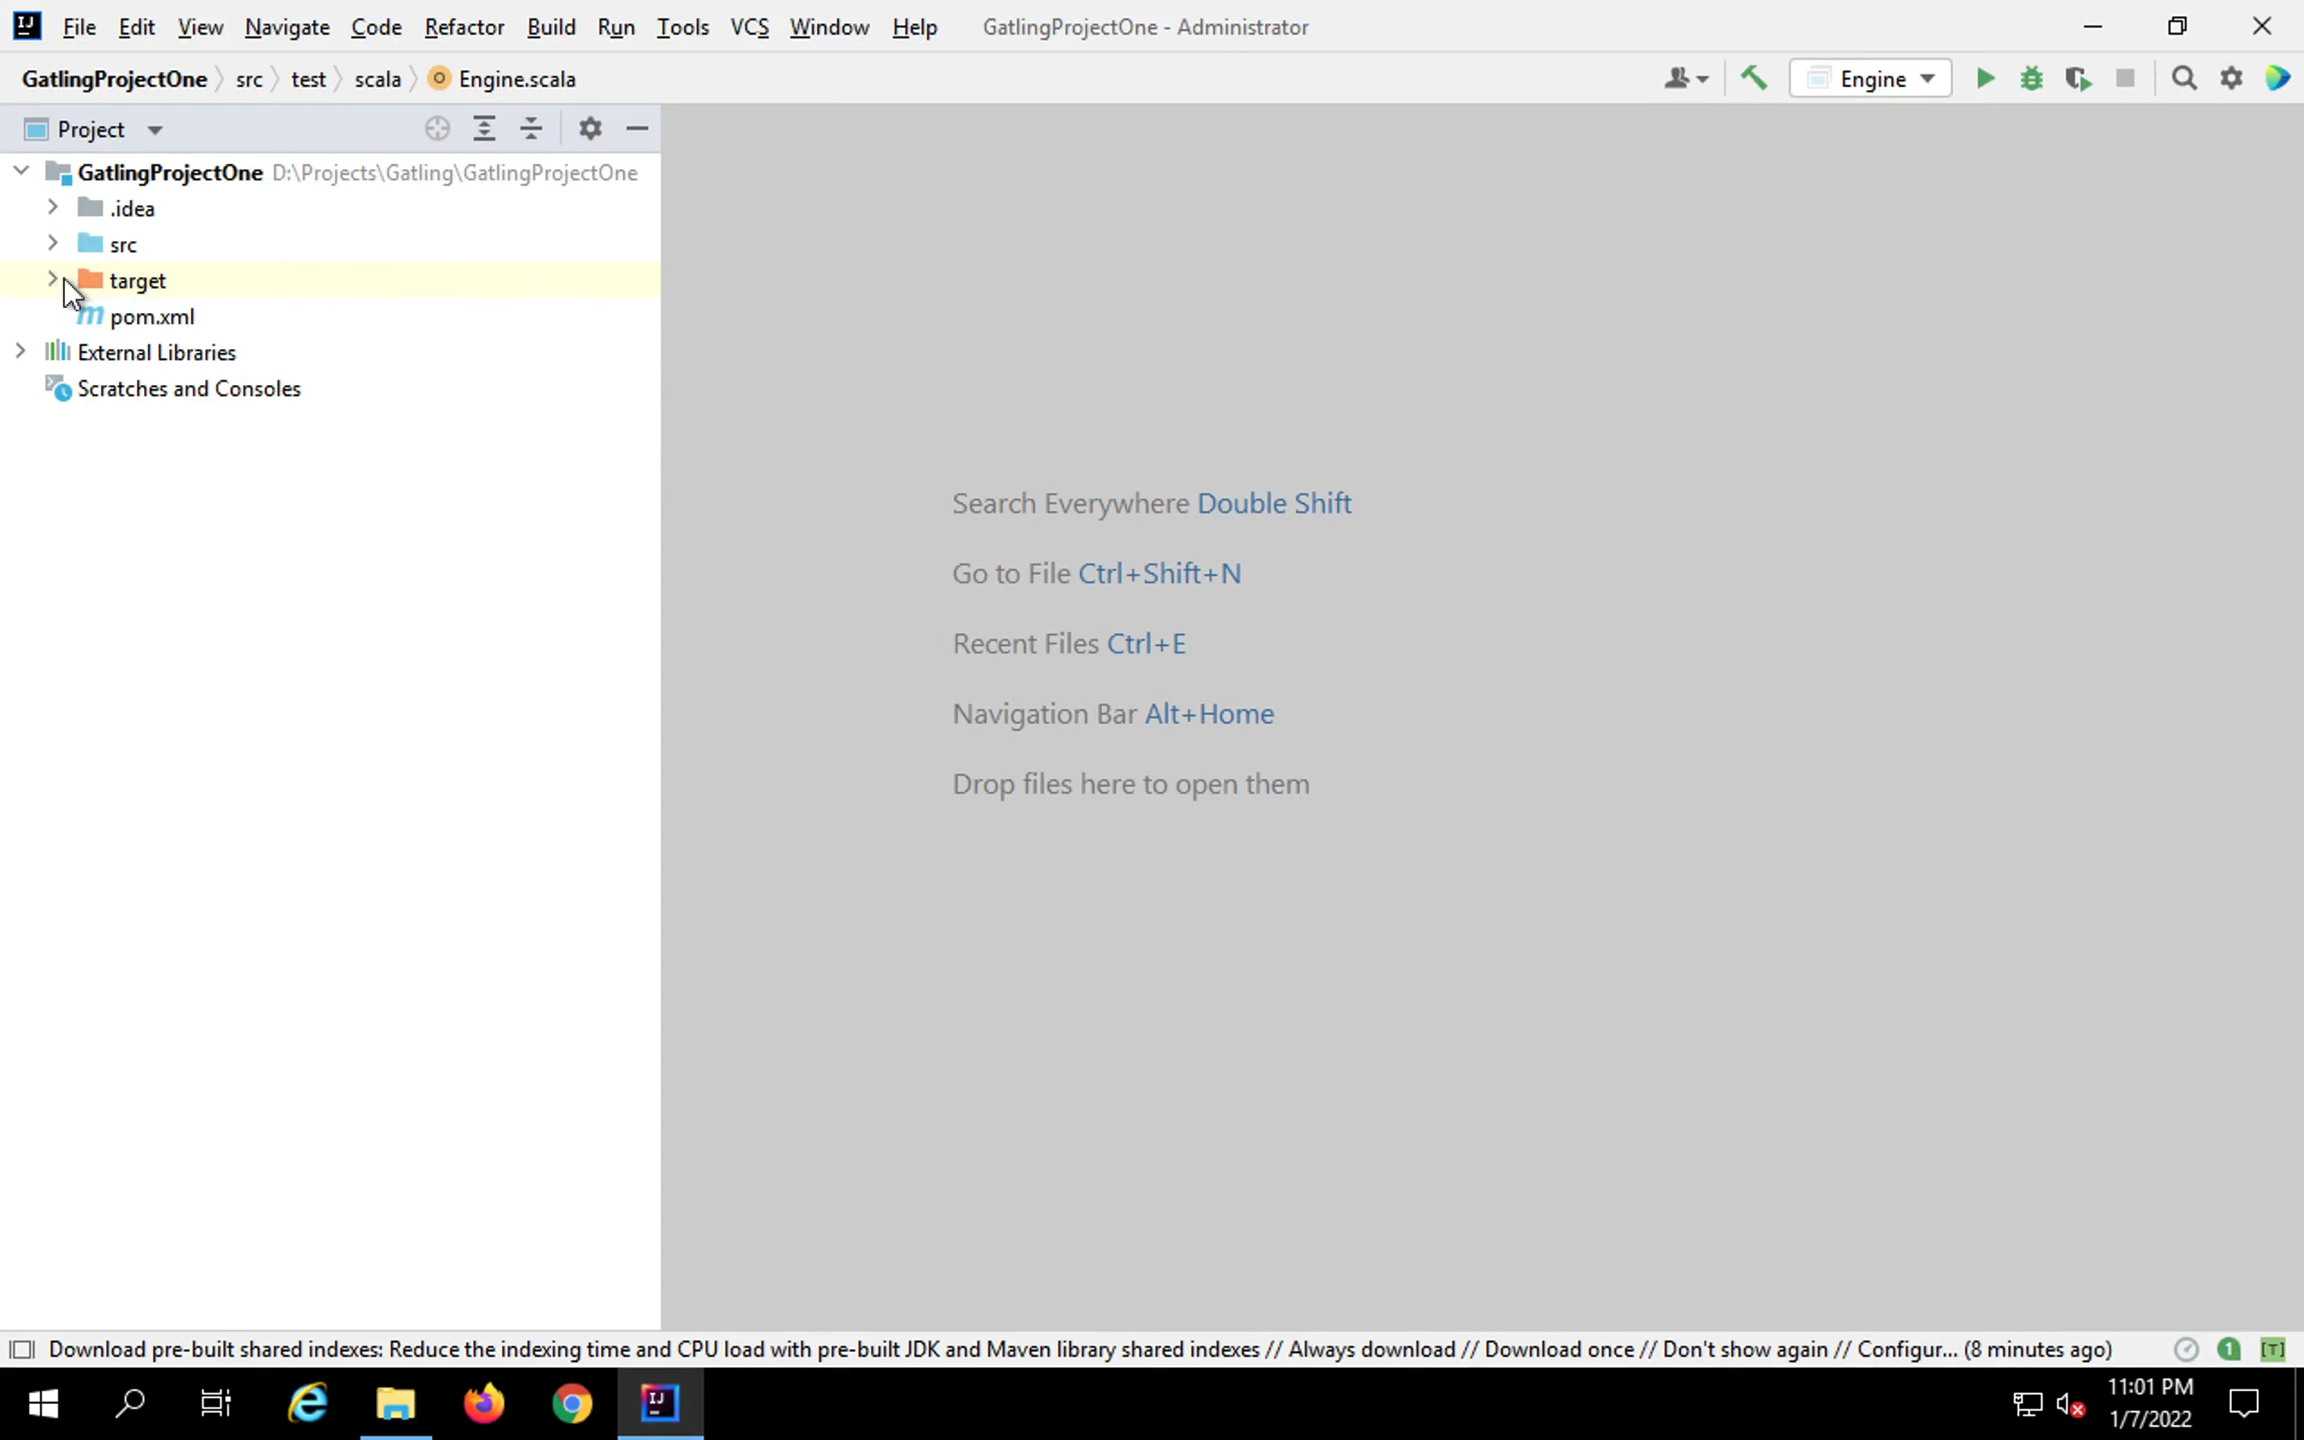 IJ File Edit View Navigate Code Refactor Build Run Tools VCS Window Help GatlingProjectOne - Administrator
GatlingProjectOne src test scala Engine.scala Engine
Project
GatlingProjectOne D:\Projects\Gatling\GatlingProjectOne
.idea
src
target
pom.xml
External Libraries
Scratches and Consoles
Search Everywhere Double Shift
Go to File Ctrl+Shift+N
Recent Files Ctrl+E
Navigation Bar Alt+Home
Drop files here to open them
Download pre-built shared indexes: Reduce the indexing time and CPU load with pre-built JDK and Maven library shared indexes // Always download // Download once // Don't show again // Configur... (8 minutes ago) 1 [T]
IJ 11:01 PM
1/7/2022